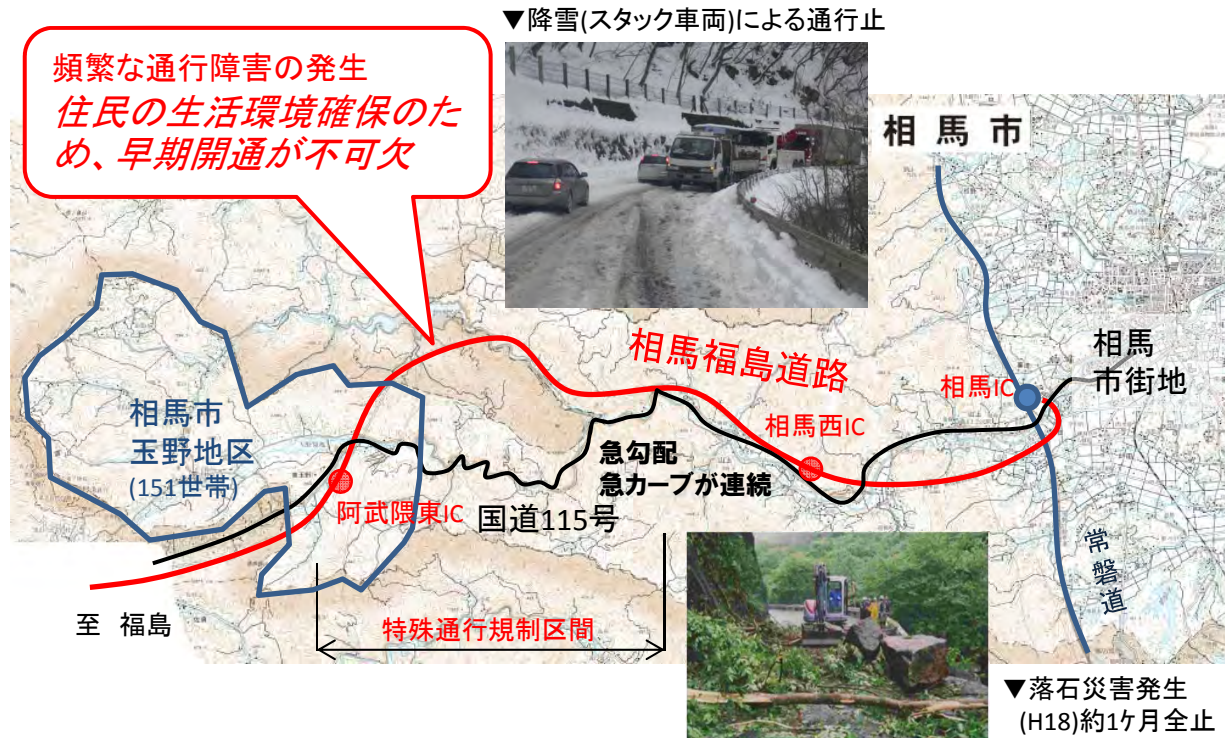 ▼降雪(スタック車両)による通行止
頻繁な通行障害の発生
住民の生活環境確保のた
め、早期開通が不可欠
相馬市
相馬福島道路
相馬
市街地
相馬IC
相馬西IC
相馬市
玉野地区
(151世帯)
急勾配
急カーブが連続
阿武隈東IC
国道115号
常磐道
至 福島
特殊通行規制区間
▼落石災害発生
(H18)約1ケ月全止